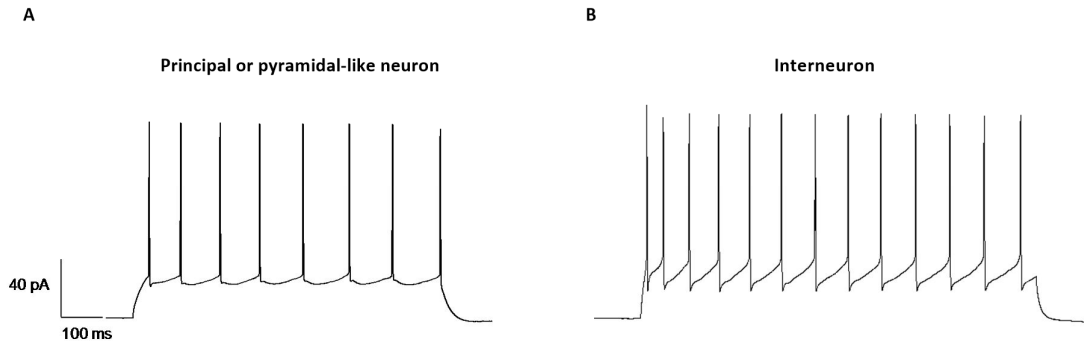 A
B
Principal or pyramidal-like neuron
Interneuron
40 pA
100 ms